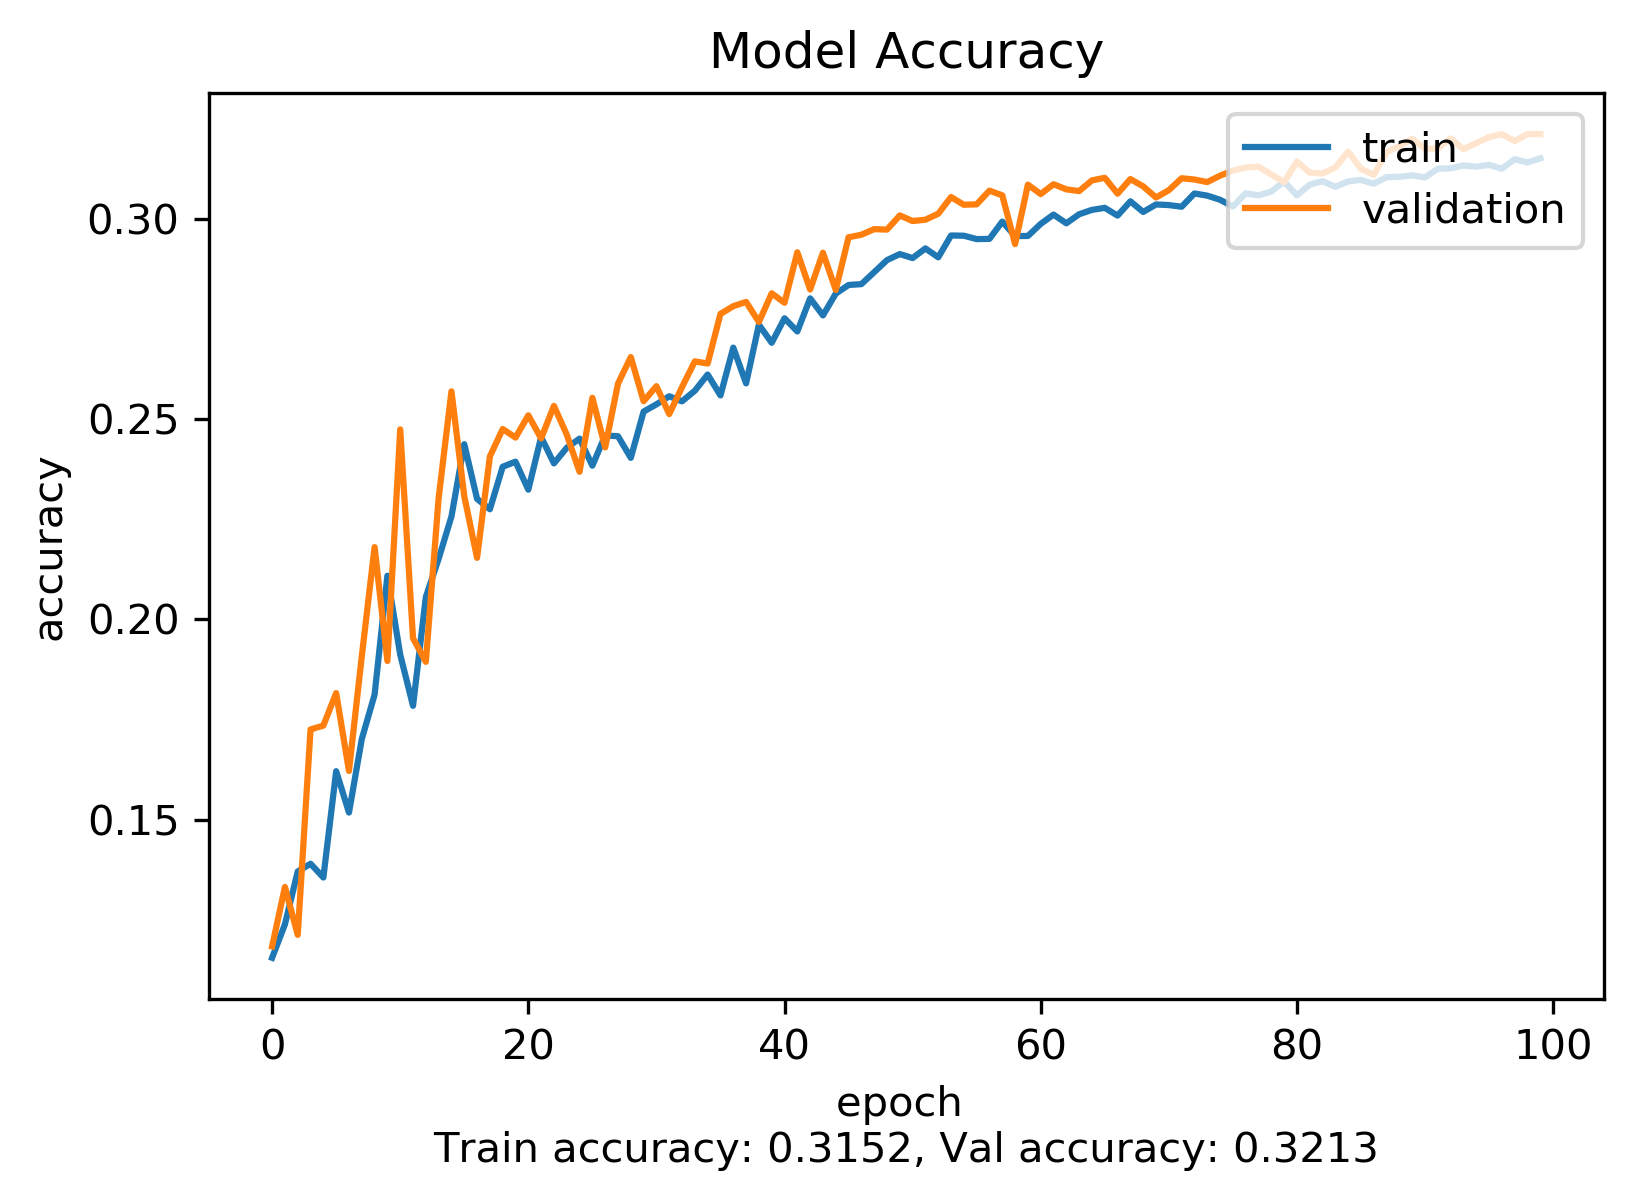 Model Accuracy
train
validation
accuracy
0.30
0.25
0.20
0.15
0 20 40 60 80 100
epoch
Train accuracy: 0.3152, Val accuracy: 0.3213